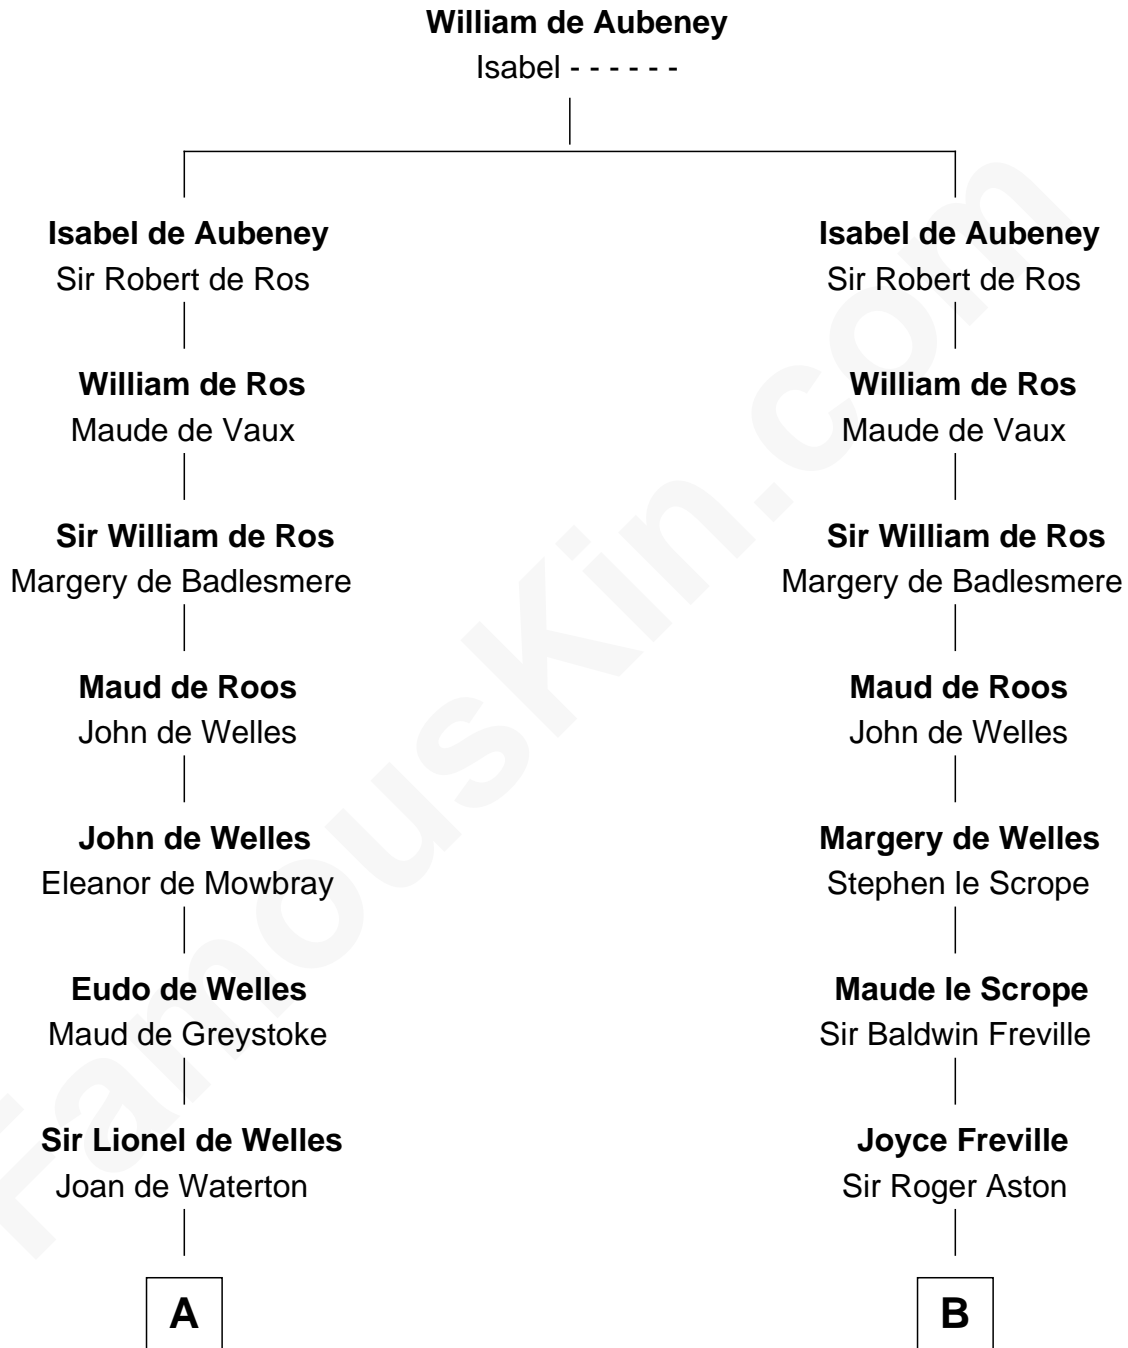 William de Aubeney
Isabel - - - - - -
Isabel de Aubeney
Sir Robert de Ros
William de Ros
Maude de Vaux
Sir William de Ros
Margery de Badlesmere
Maud de Roos
John de Welles
John de Welles
Eleanor de Mowbray
Eudo de Welles
Maud de Greystoke
Sir Lionel de Welles
Joan de Waterton
A
Isabel de Aubeney
Sir Robert de Ros
William de Ros
Maude de Vaux
Sir William de Ros
Margery de Badlesmere
Maud de Roos
John de Welles
Margery de Welles
Stephen le Scrope
Maude le Scrope
Sir Baldwin Freville
Joyce Freville
Sir Roger Aston
B
FamousKin.com